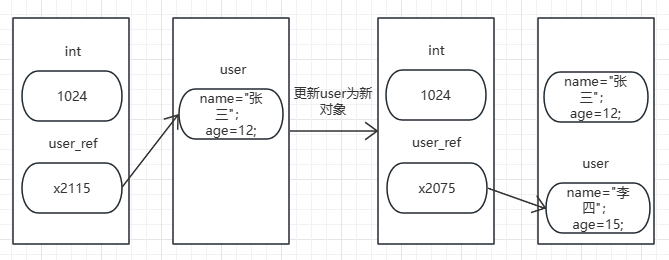 int
1024
user_ref
x2115
user
name="张
三";
age=12;
更新user为新
对象
int
1024
user_ref
x2075
name="张
三";
age=12;
user
name="李
四";
age=15;